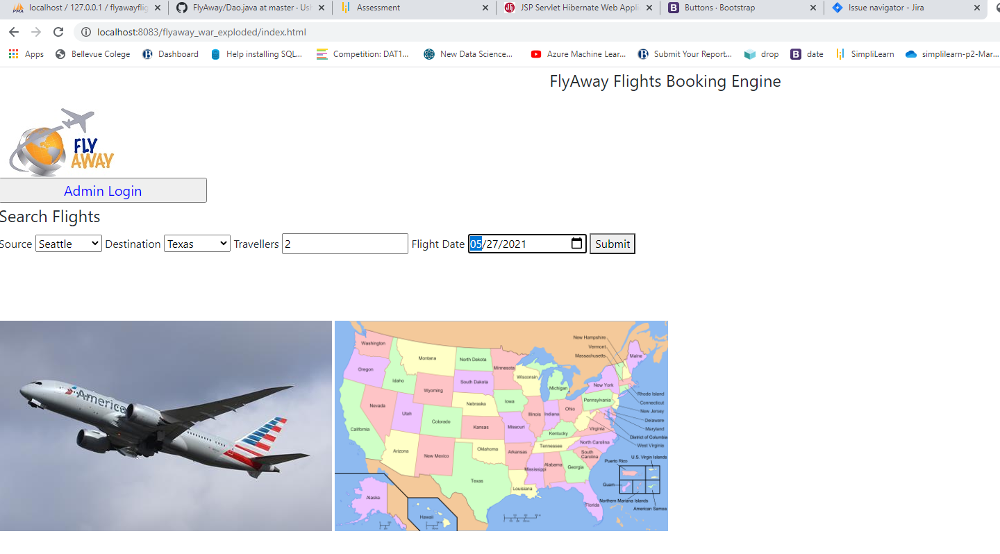 localhost / 127.0.0.1 / flyawayflig
FlyAway/Dao.java at master · Us
Assessment
JSP Servlet Hibernate Web Appli
Buttons · Bootstrap
Issue navigator - Jira
localhost:8083/flyaway_war_exploded/index.html
Apps
Bellevue Colege
Dashboard
Help installing SQL...
Competition: DAT1...
New Data Science...
Azure Machine Lear...
Submit Your Report...
drop
date
SimpliLearn
simplilearn-p2-Mar...
FlyAway Flights Booking Engine
FLY
AWAY
Admin Login
Search Flights
Source Seattle Destination Texas Travellers 2 Flight Date 05/27/2021 Submit
American
Washington
Oregon
California
Nevada
Idaho
Montana
Wyoming
Utah
Colorado
Arizona
New Mexico
North Dakota
South Dakota
Nebraska
Kansas
Oklahoma
Texas
Minnesota
Iowa
Missouri
Arkansas
Louisiana
Wisconsin
Illinois
Michigan
Indiana
Ohio
Kentucky
Tennessee
Mississippi
Alabama
Georgia
Florida
South
Carolina
North Carolina
Virginia
West Virginia
District of Columbia
Maryland
Delaware
New Jersey
Connecticut
Rhode Island
Pennsylvania
New York
Maine
New Hampshire
Vermont
Massachusetts
Alaska
Hawaii
Puerto Rico
U.S. Virgin Islands
Guam
Northern Mariana Islands
American Samoa